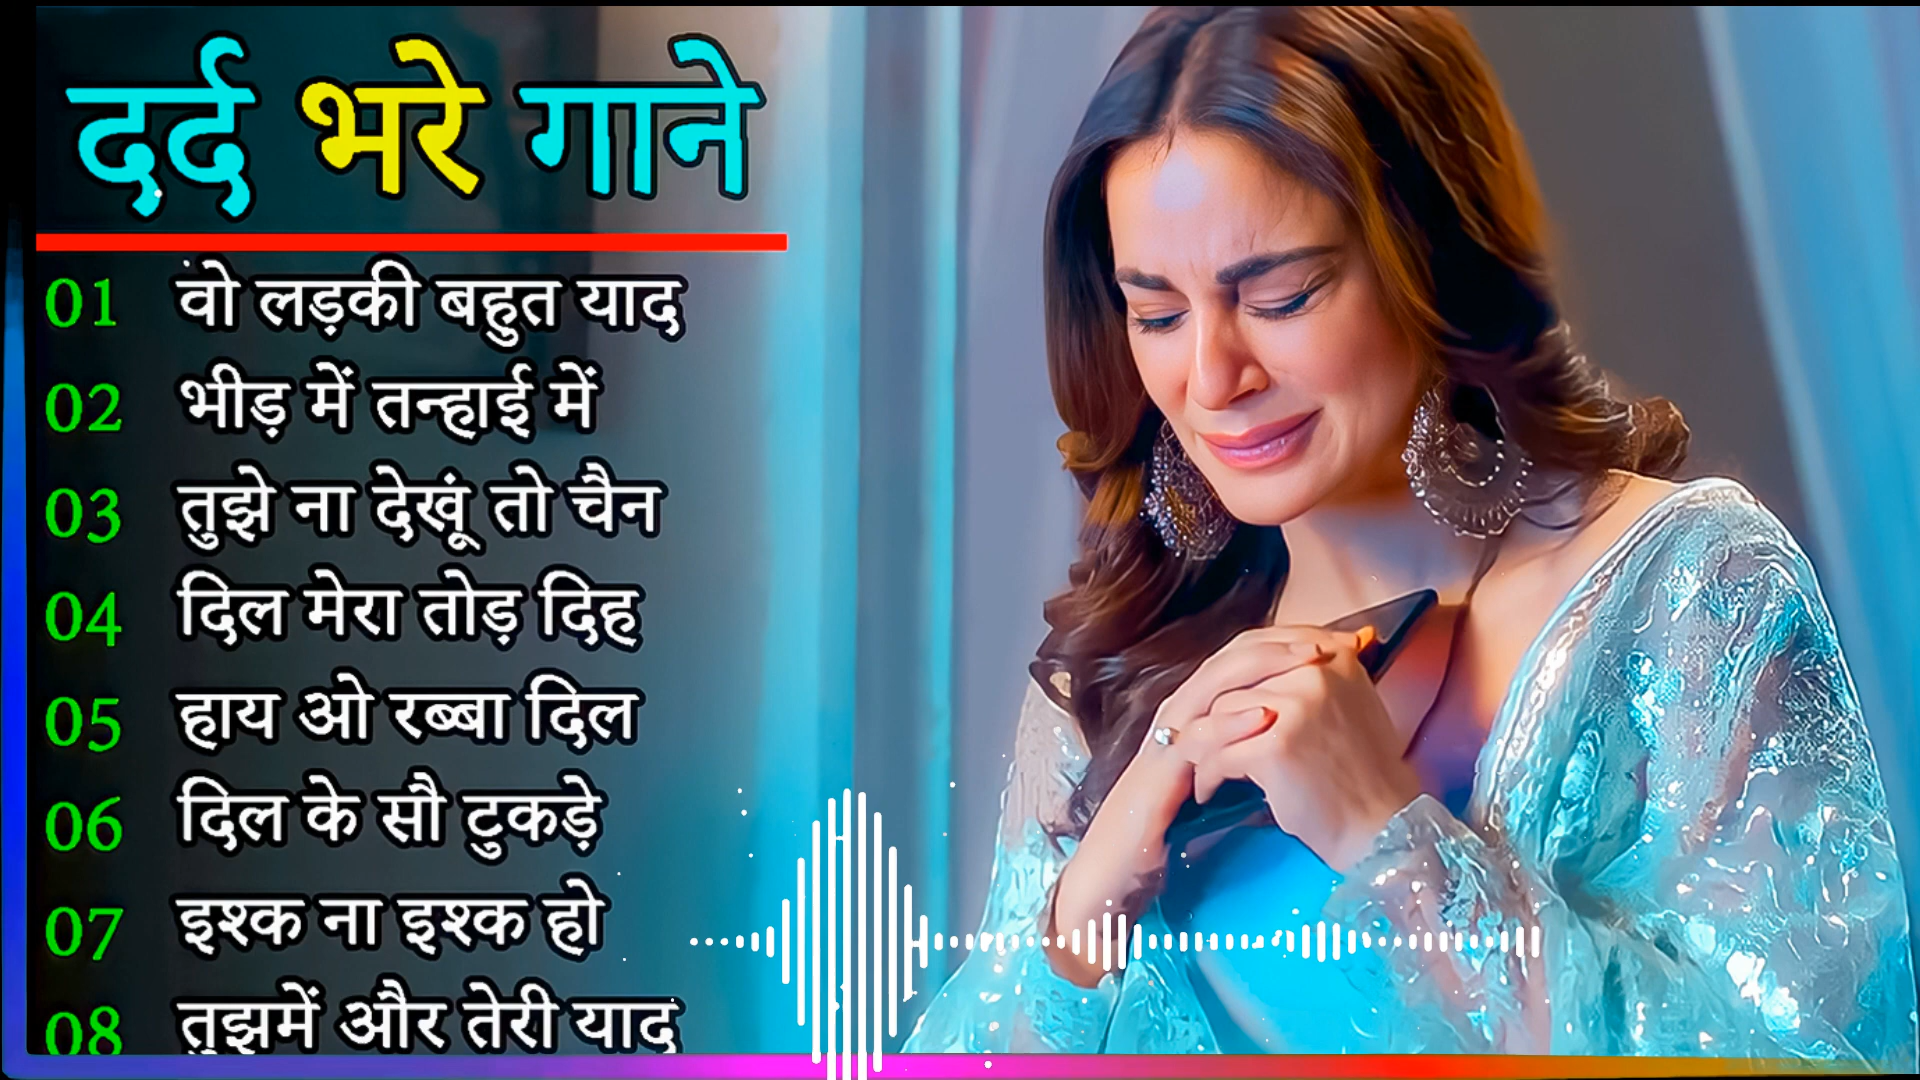 दर्द भरे गाने
01 वो लड़की बहुत याद
02 भीड़ में तन्हाई में
03 तुझे ना देखूं तो चैन
04 दिल मेरा तोड़ दिह
05 हाय ओ रब्बा दिल
06 दिल के सौ टुकड़े
07 इश्क ना इश्क हो
08 तुझमें और तेरी याद